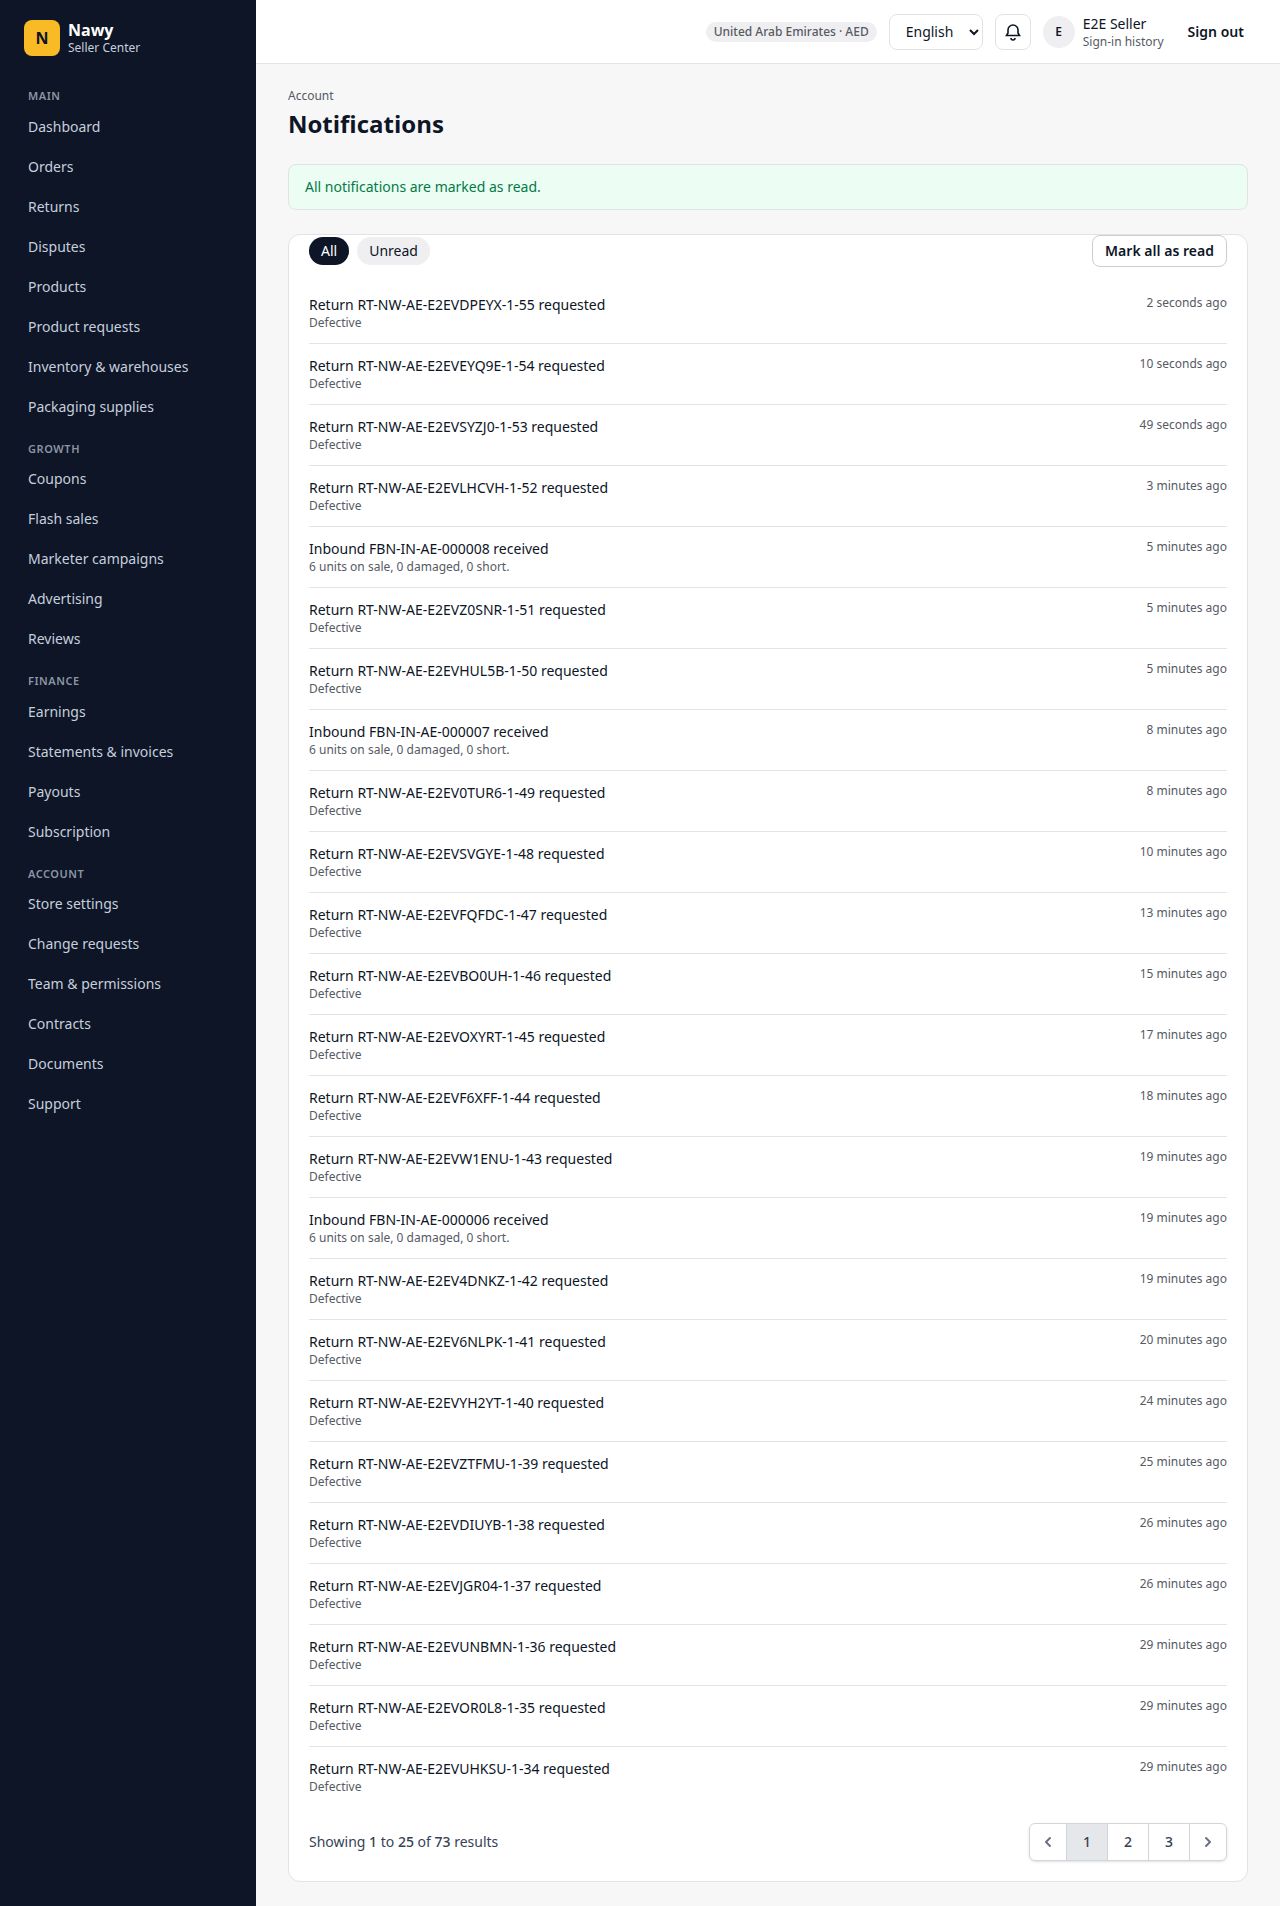 N
Nawy
Seller Center
United Arab Emirates · AED
English
E
E2E Seller
Sign-in history
Sign out
MAIN
Dashboard
Orders
Returns
Disputes
Products
Product requests
Inventory & warehouses
Packaging supplies
GROWTH
Coupons
Flash sales
Marketer campaigns
Advertising
Reviews
FINANCE
Earnings
Statements & invoices
Payouts
Subscription
ACCOUNT
Store settings
Change requests
Team & permissions
Contracts
Documents
Support
Account
Notifications
All notifications are marked as read.
All
Unread
Mark all as read
Return RT-NW-AE-E2EVDPEYX-1-55 requested
2 seconds ago
Defective
Return RT-NW-AE-E2EVEYQ9E-1-54 requested
10 seconds ago
Defective
Return RT-NW-AE-E2EVSYZJ0-1-53 requested
49 seconds ago
Defective
Return RT-NW-AE-E2EVLHCVH-1-52 requested
3 minutes ago
Defective
Inbound FBN-IN-AE-000008 received
5 minutes ago
6 units on sale, 0 damaged, 0 short.
Return RT-NW-AE-E2EVZ0SNR-1-51 requested
5 minutes ago
Defective
Return RT-NW-AE-E2EVHUL5B-1-50 requested
5 minutes ago
Defective
Inbound FBN-IN-AE-000007 received
8 minutes ago
6 units on sale, 0 damaged, 0 short.
Return RT-NW-AE-E2EV0TUR6-1-49 requested
8 minutes ago
Defective
Return RT-NW-AE-E2EVSVGYE-1-48 requested
10 minutes ago
Defective
Return RT-NW-AE-E2EVFQFDC-1-47 requested
13 minutes ago
Defective
Return RT-NW-AE-E2EVBO0UH-1-46 requested
15 minutes ago
Defective
Return RT-NW-AE-E2EVOXYRT-1-45 requested
17 minutes ago
Defective
Return RT-NW-AE-E2EVF6XFF-1-44 requested
18 minutes ago
Defective
Return RT-NW-AE-E2EVW1ENU-1-43 requested
19 minutes ago
Defective
Inbound FBN-IN-AE-000006 received
19 minutes ago
6 units on sale, 0 damaged, 0 short.
Return RT-NW-AE-E2EV4DNKZ-1-42 requested
19 minutes ago
Defective
Return RT-NW-AE-E2EV6NLPK-1-41 requested
20 minutes ago
Defective
Return RT-NW-AE-E2EVYH2YT-1-40 requested
24 minutes ago
Defective
Return RT-NW-AE-E2EVZTFMU-1-39 requested
25 minutes ago
Defective
Return RT-NW-AE-E2EVDIUYB-1-38 requested
26 minutes ago
Defective
Return RT-NW-AE-E2EVJGR04-1-37 requested
26 minutes ago
Defective
Return RT-NW-AE-E2EVUNBMN-1-36 requested
29 minutes ago
Defective
Return RT-NW-AE-E2EVOR0L8-1-35 requested
29 minutes ago
Defective
Return RT-NW-AE-E2EVUHKSU-1-34 requested
29 minutes ago
Defective
Showing 1 to 25 of 73 results
1
2
3